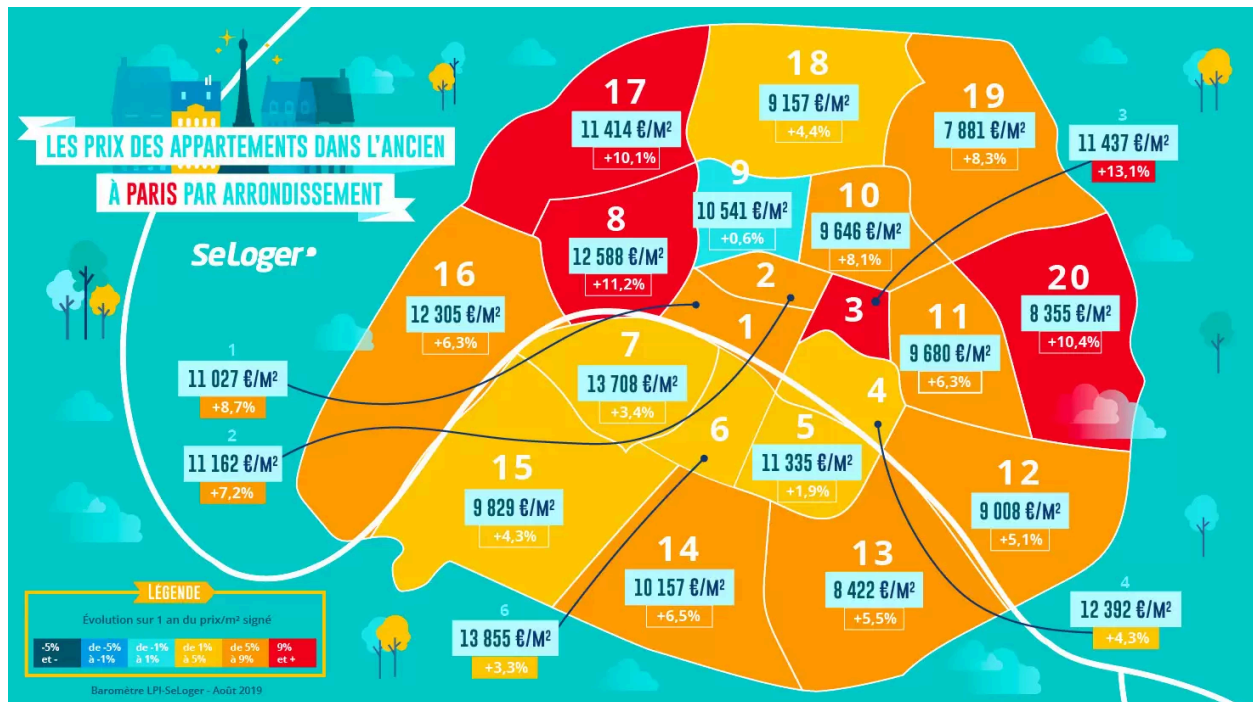 LES PRIX DES APPARTEMENTS DANS L'ANCIEN
À PARIS PAR ARRONDISSEMENT
SeLoger
17
11 414 €/M²
+10,1%
18
9 157 €/M²
+4,4%
19
7 881 €/M²
+8,3%
3
11 437 €/M²
+13,1%
9
10 541 €/M²
+0,6%
10
9 646 €/M²
+8,1%
8
12 588 €/M²
+11,2%
16
12 305 €/M²
+6,3%
2
1
3
20
8 355 €/M²
+10,4%
11
9 680 €/M²
+6,3%
7
13 708 €/M²
+3,4%
1
11 027 €/M²
+8,7%
2
11 162 €/M²
+7,2%
4
6
5
11 335 €/M²
+1,9%
15
9 829 €/M²
+4,3%
12
9 008 €/M²
+5,1%
14
10 157 €/M²
+6,5%
13
8 422 €/M²
+5,5%
6
13 855 €/M²
+3,3%
4
12 392 €/M²
+4,3%
LÉGENDE
Évolution sur 1 an du prix/m² signé
-5%
et -
de -5%
à -1%
de -1%
à 1%
de 1%
à 5%
de 5%
à 9%
9%
et +
Baromètre LPI-SeLoger - Août 2019